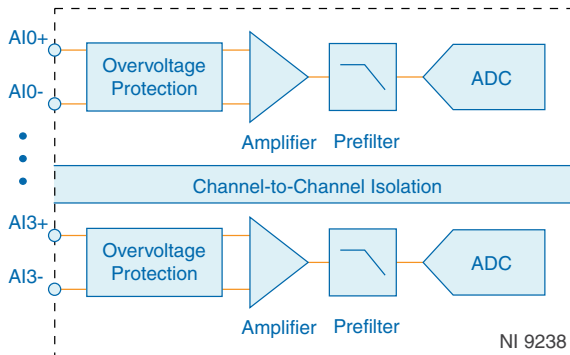 AI0+
AI0-
Overvoltage
Protection
ADC
Amplifier
Prefilter
Channel-to-Channel Isolation
AI3+
AI3-
Overvoltage
Protection
ADC
Amplifier
Prefilter
NI 9238